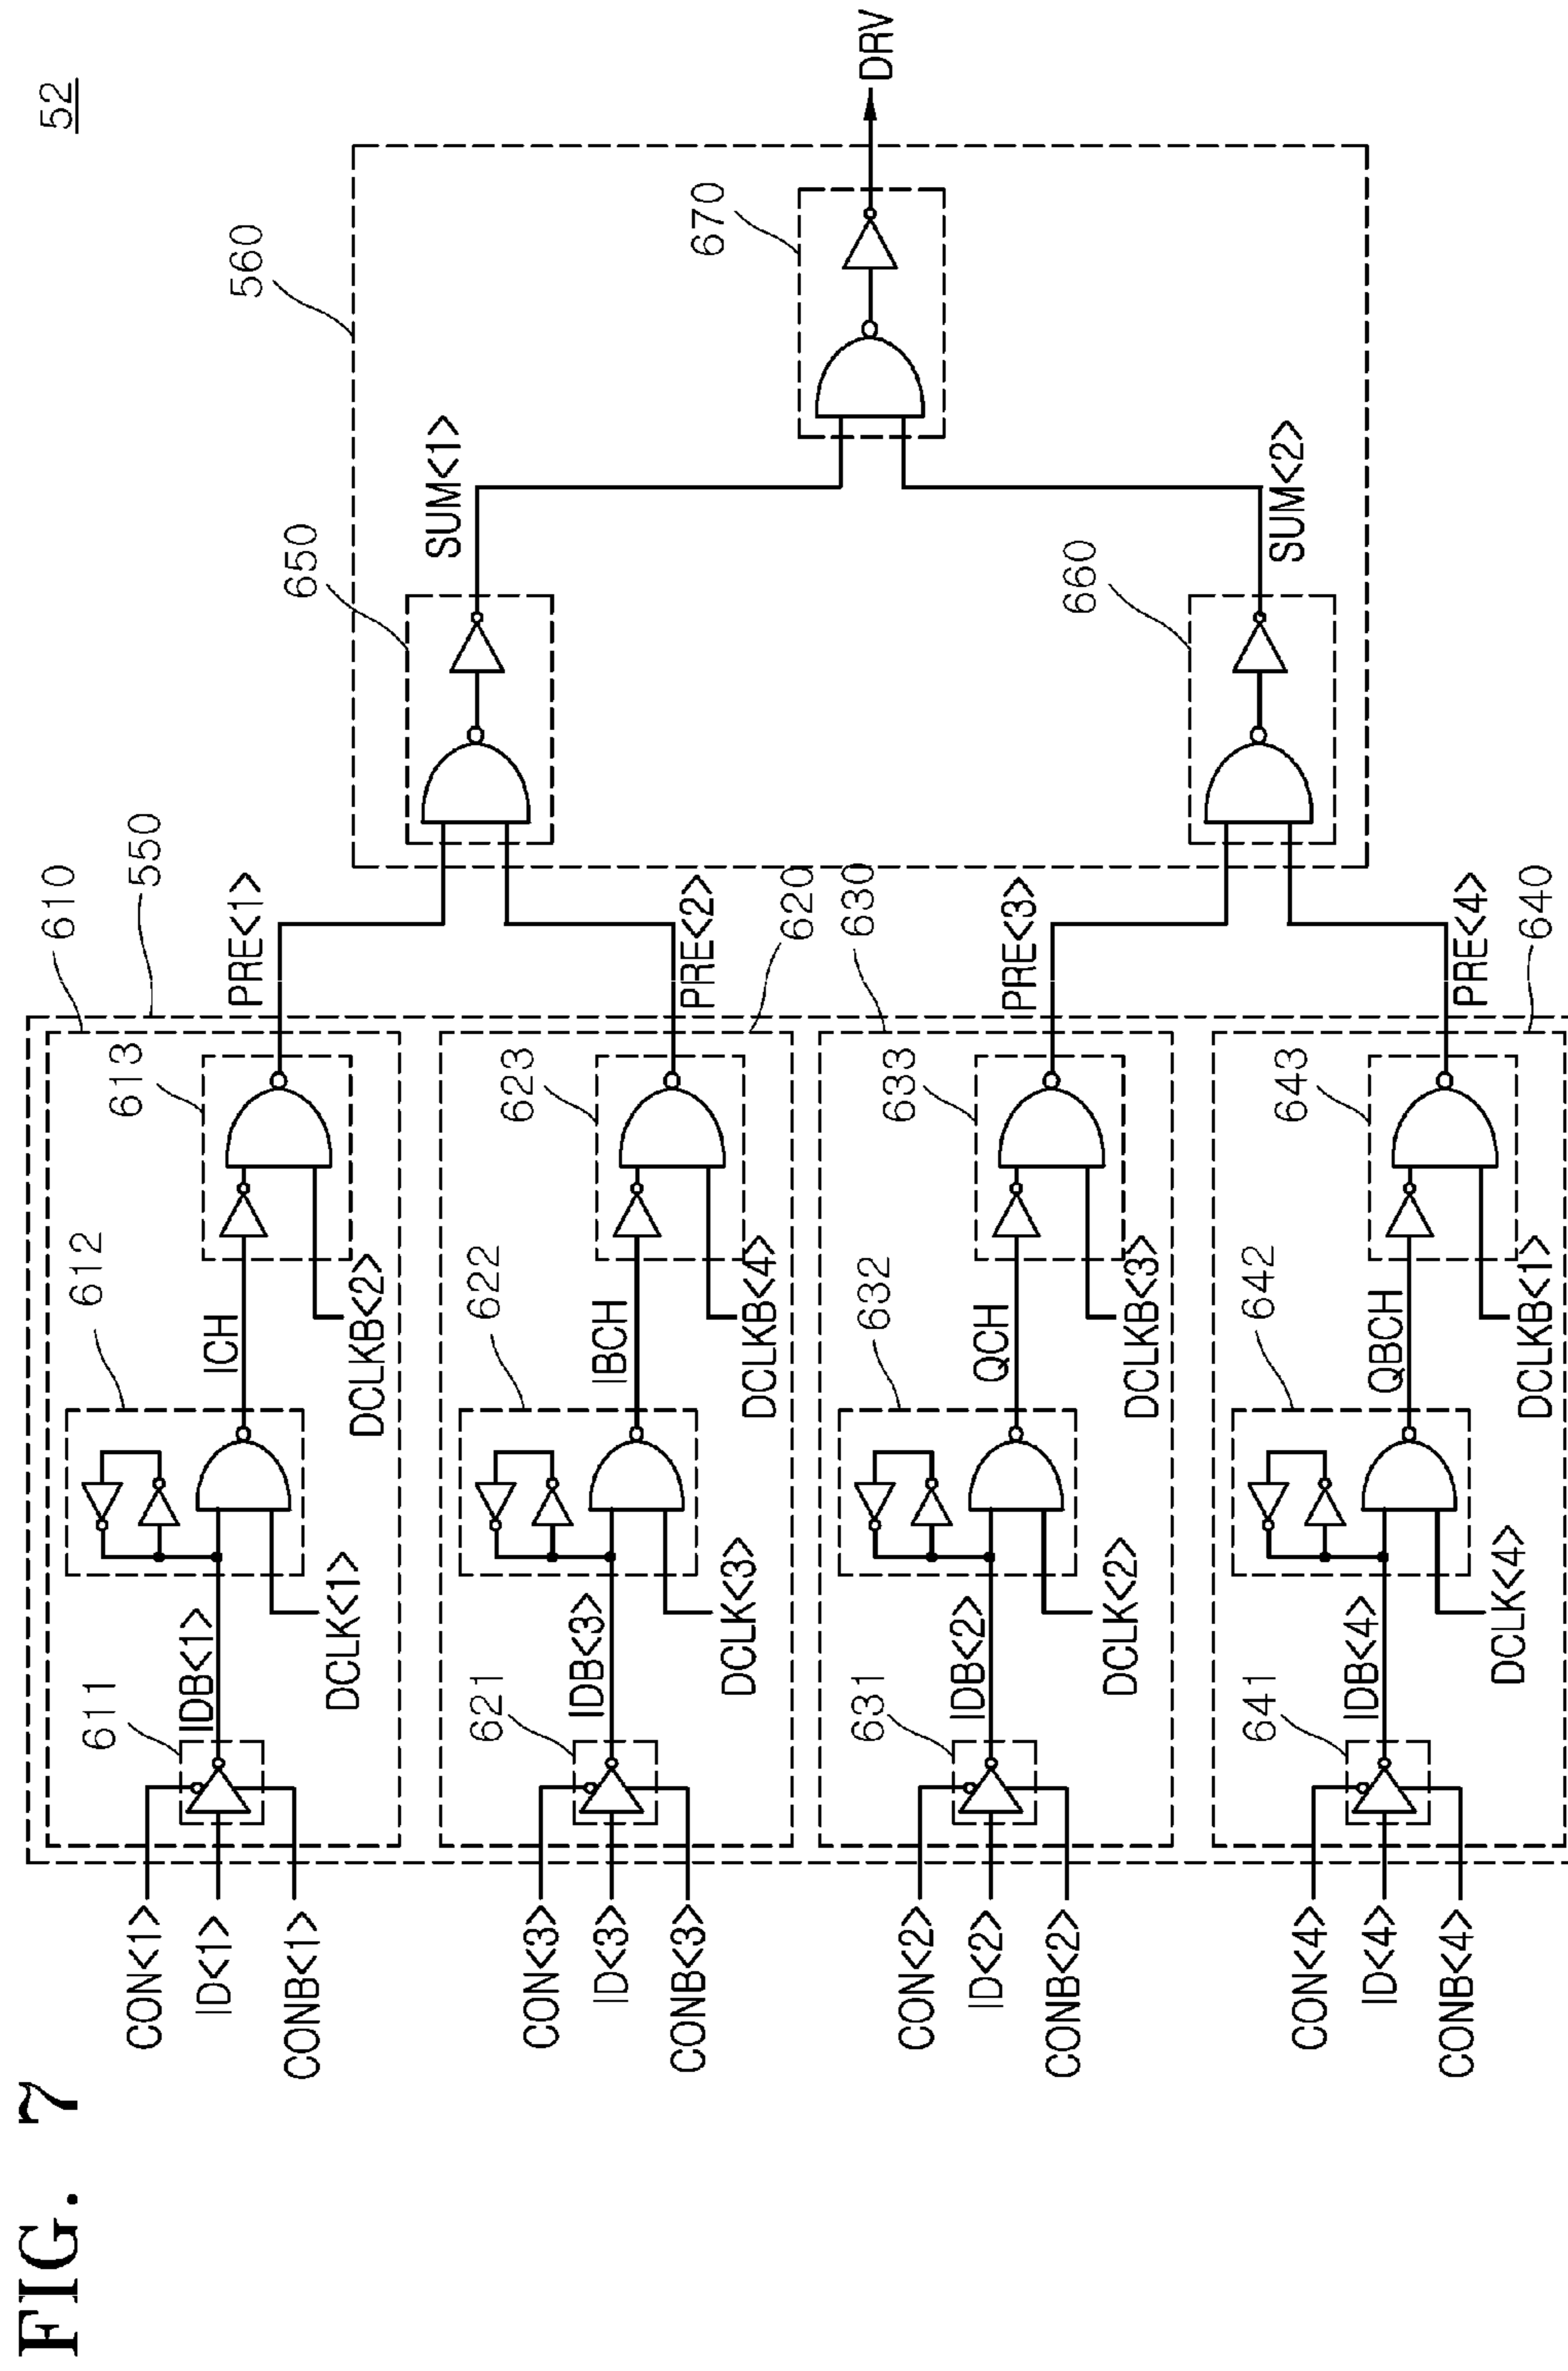 FIG. 7
52
550
610
611
612
613
CON<1>
ID<1>
CONB<1>
IDB<1>
DCLK<1>
ICH
DCLKB<2>
PRE<1>
620
621
622
623
CON<3>
ID<3>
CONB<3>
IDB<3>
DCLK<3>
IBCH
DCLKB<4>
PRE<2>
630
631
632
633
CON<2>
ID<2>
CONB<2>
IDB<2>
DCLK<2>
QCH
DCLKB<3>
PRE<3>
640
641
642
643
CON<4>
ID<4>
CONB<4>
IDB<4>
DCLK<4>
QBCH
DCLKB<1>
PRE<4>
560
650
SUM<1>
660
SUM<2>
670
DRV